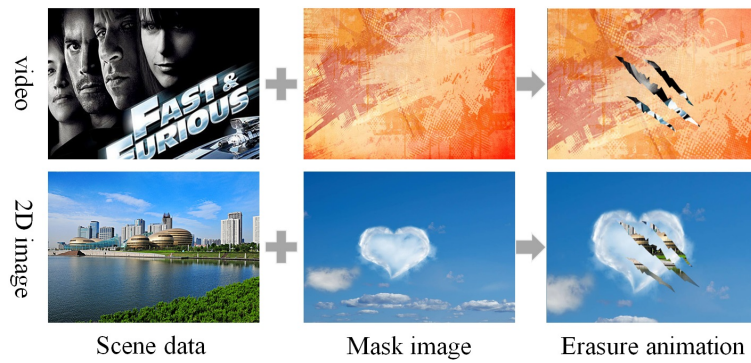 video
FAST &
FURIOUS
2D image
Scene data
Mask image
Erasure animation